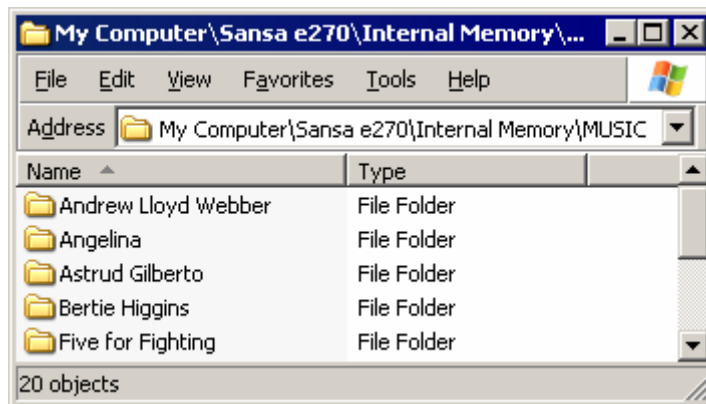 My Computer\Sansa e270\Internal Memory\...
File Edit View Favorites Tools Help
Address My Computer\Sansa e270\Internal Memory\MUSIC
Name Type
Andrew Lloyd Webber File Folder
Angelina File Folder
Astrud Gilberto File Folder
Bertie Higgins File Folder
Five for Fighting File Folder
20 objects